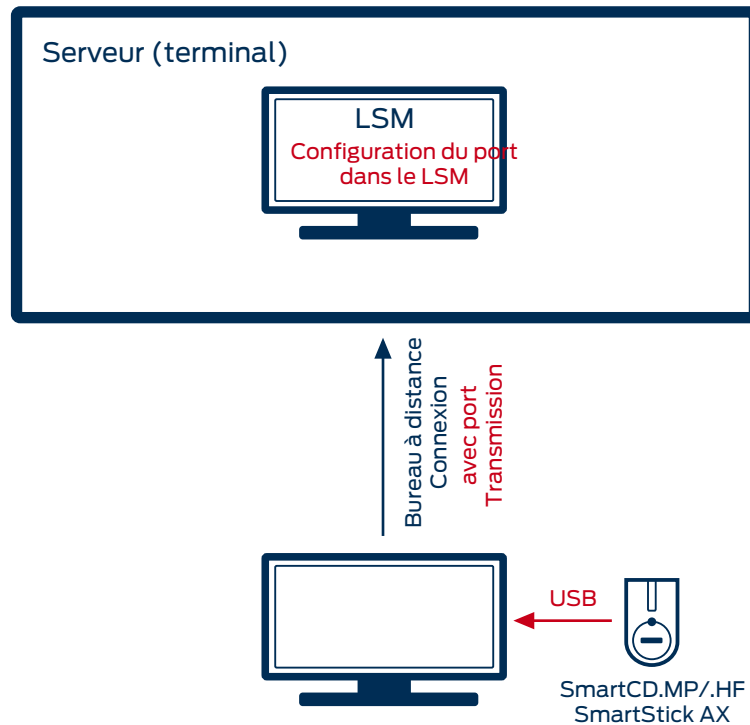 Serveur (terminal)
LSM
Configuration du port
dans le LSM
Bureau à distance
Connexion
avec port
Transmission
USB
SmartCD.MP/.HF
SmartStick AX